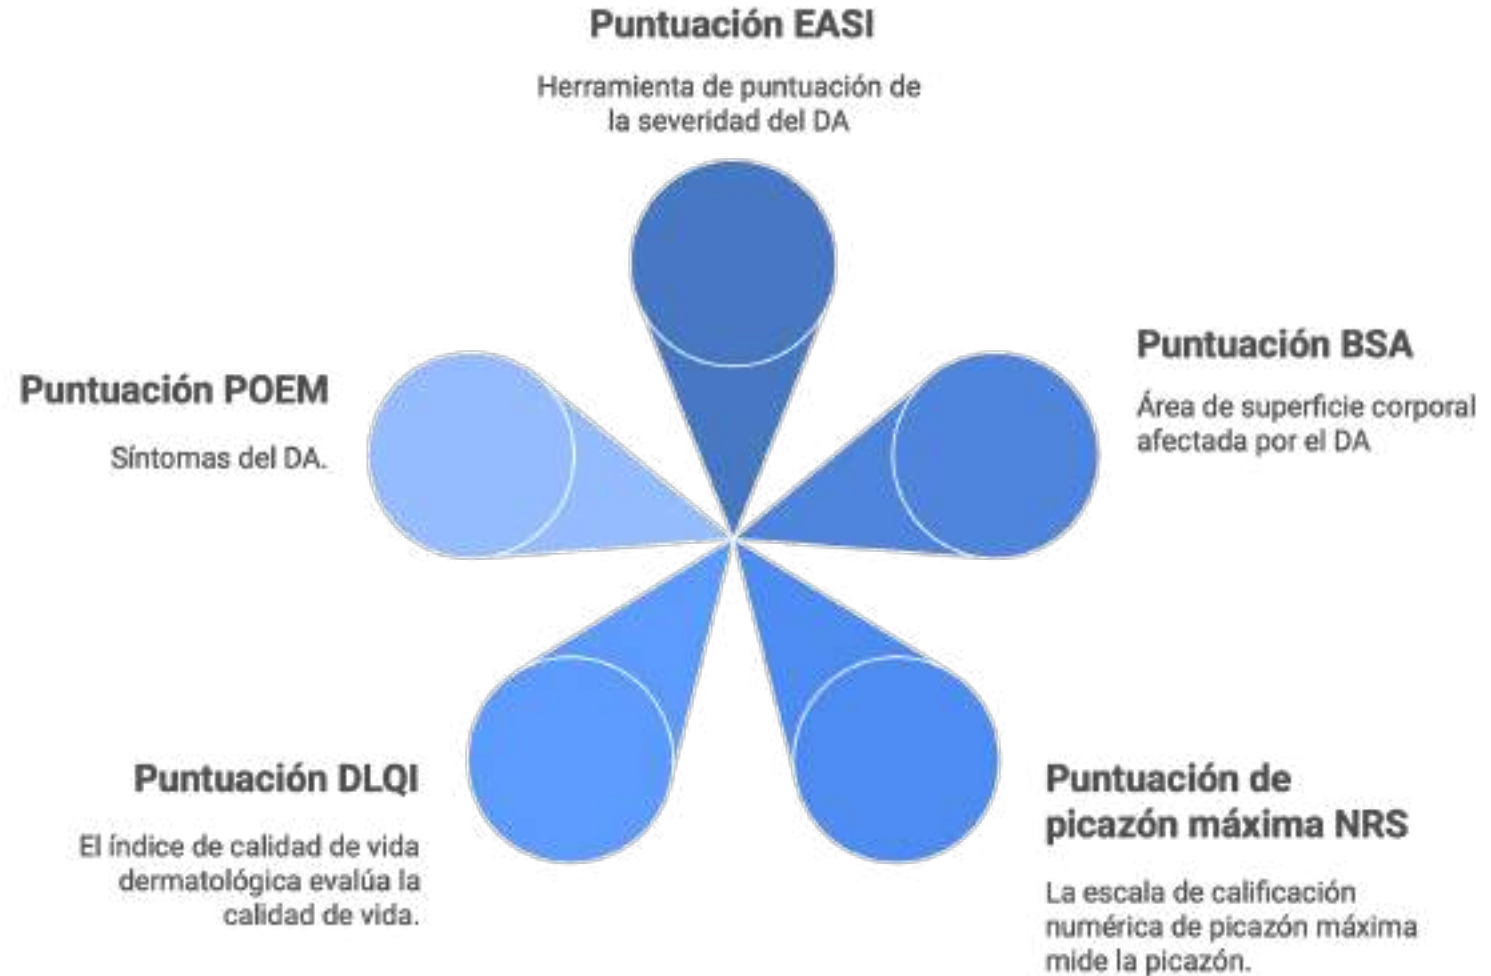 Puntuación EASI
Herramienta de puntuación de
la severidad del DA
Puntuación BSA
Área de superficie corporal
afectada por el DA
Puntuación POEM
Síntomas del DA.
Puntuación DLQI
El índice de calidad de vida
dermatológica evalúa la
calidad de vida.
Puntuación de
picazón máxima NRS
La escala de calificación
numérica de picazón máxima
mide la picazón.